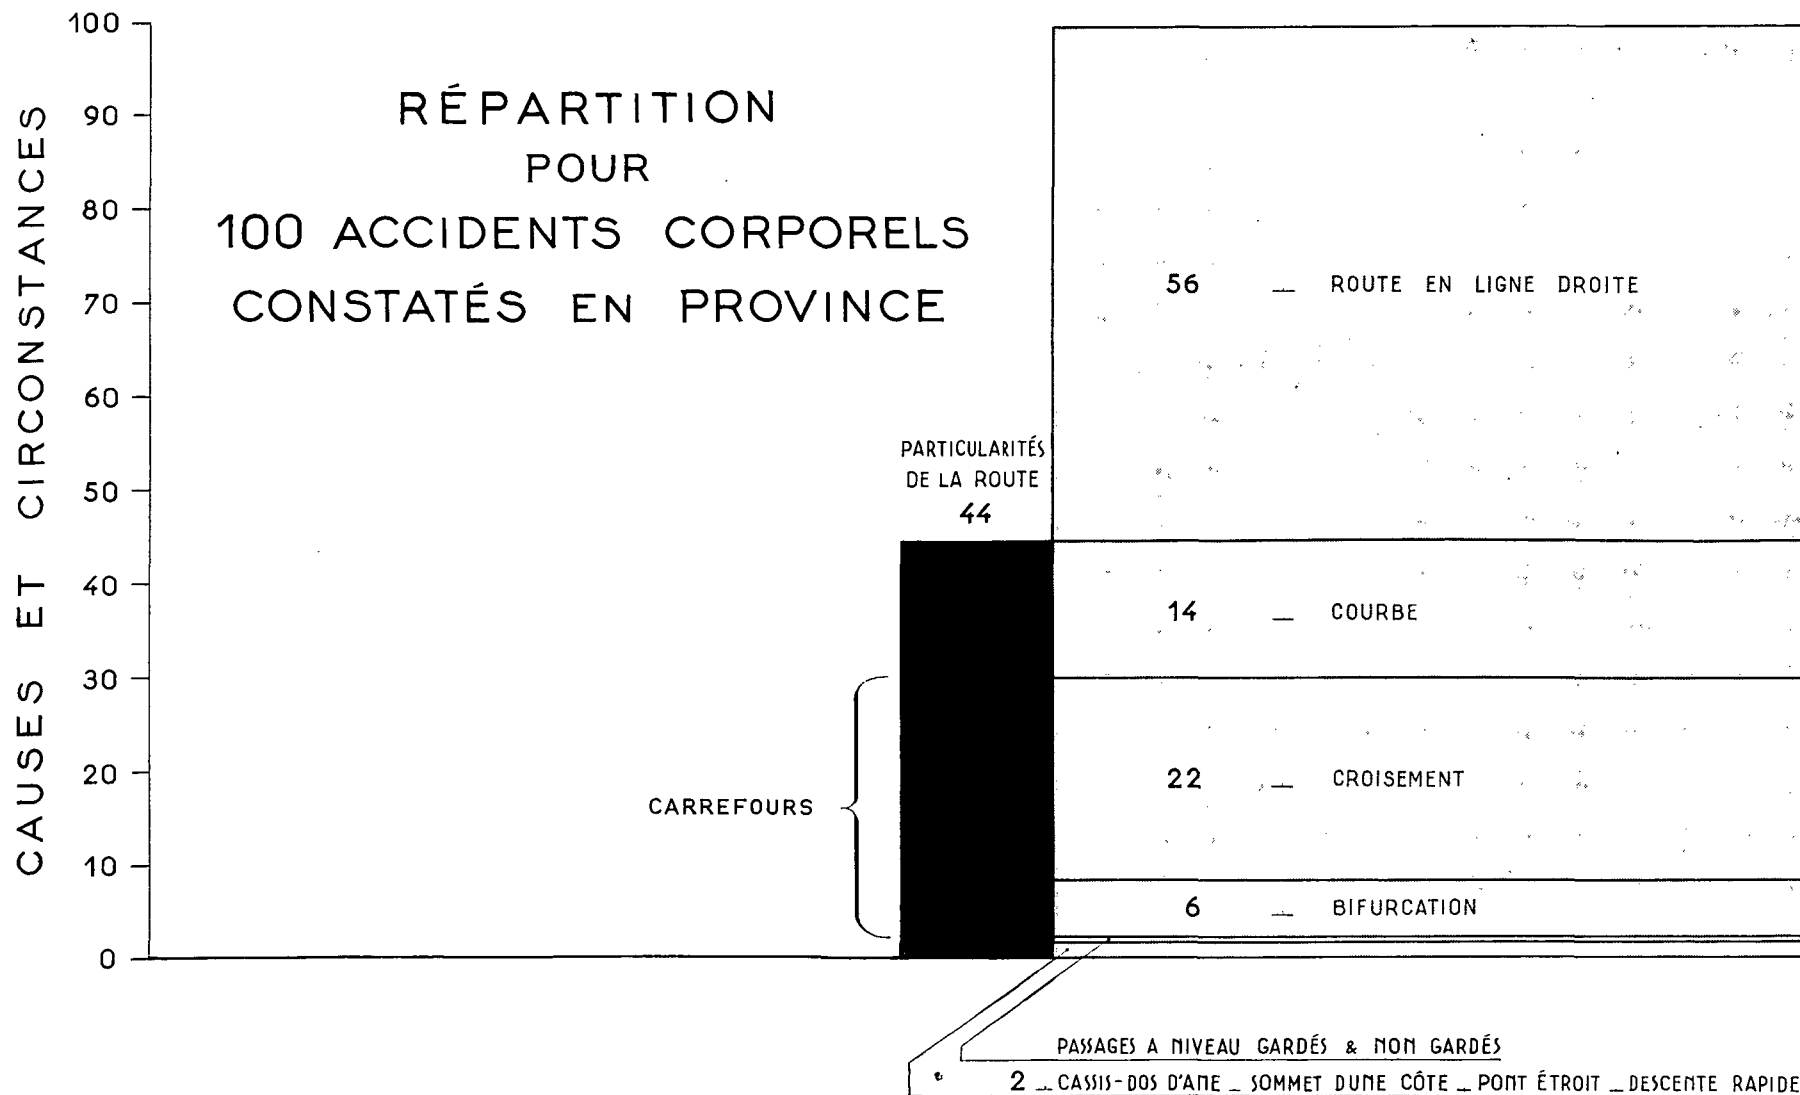 RÉPARTITION
POUR
100 ACCIDENTS CORPORELS
CONSTATÉS EN PROVINCE
CAUSES ET CIRCONSTANCES
100
90
80
70
60
50
40
30
20
10
0
PARTICULARITÉS
DE LA ROUTE
44
CARREFOURS
56 _ ROUTE EN LIGNE DROITE
14 _ COURBE
22 _ CROISEMENT
6 _ BIFURCATION
PASSAGES A NIVEAU GARDÉS & NON GARDÉS
2 _ CASSIS-DOS D'ANE _ SOMMET DUNE CÔTE _ PONT ÉTROIT _ DESCENTE RAPIDE